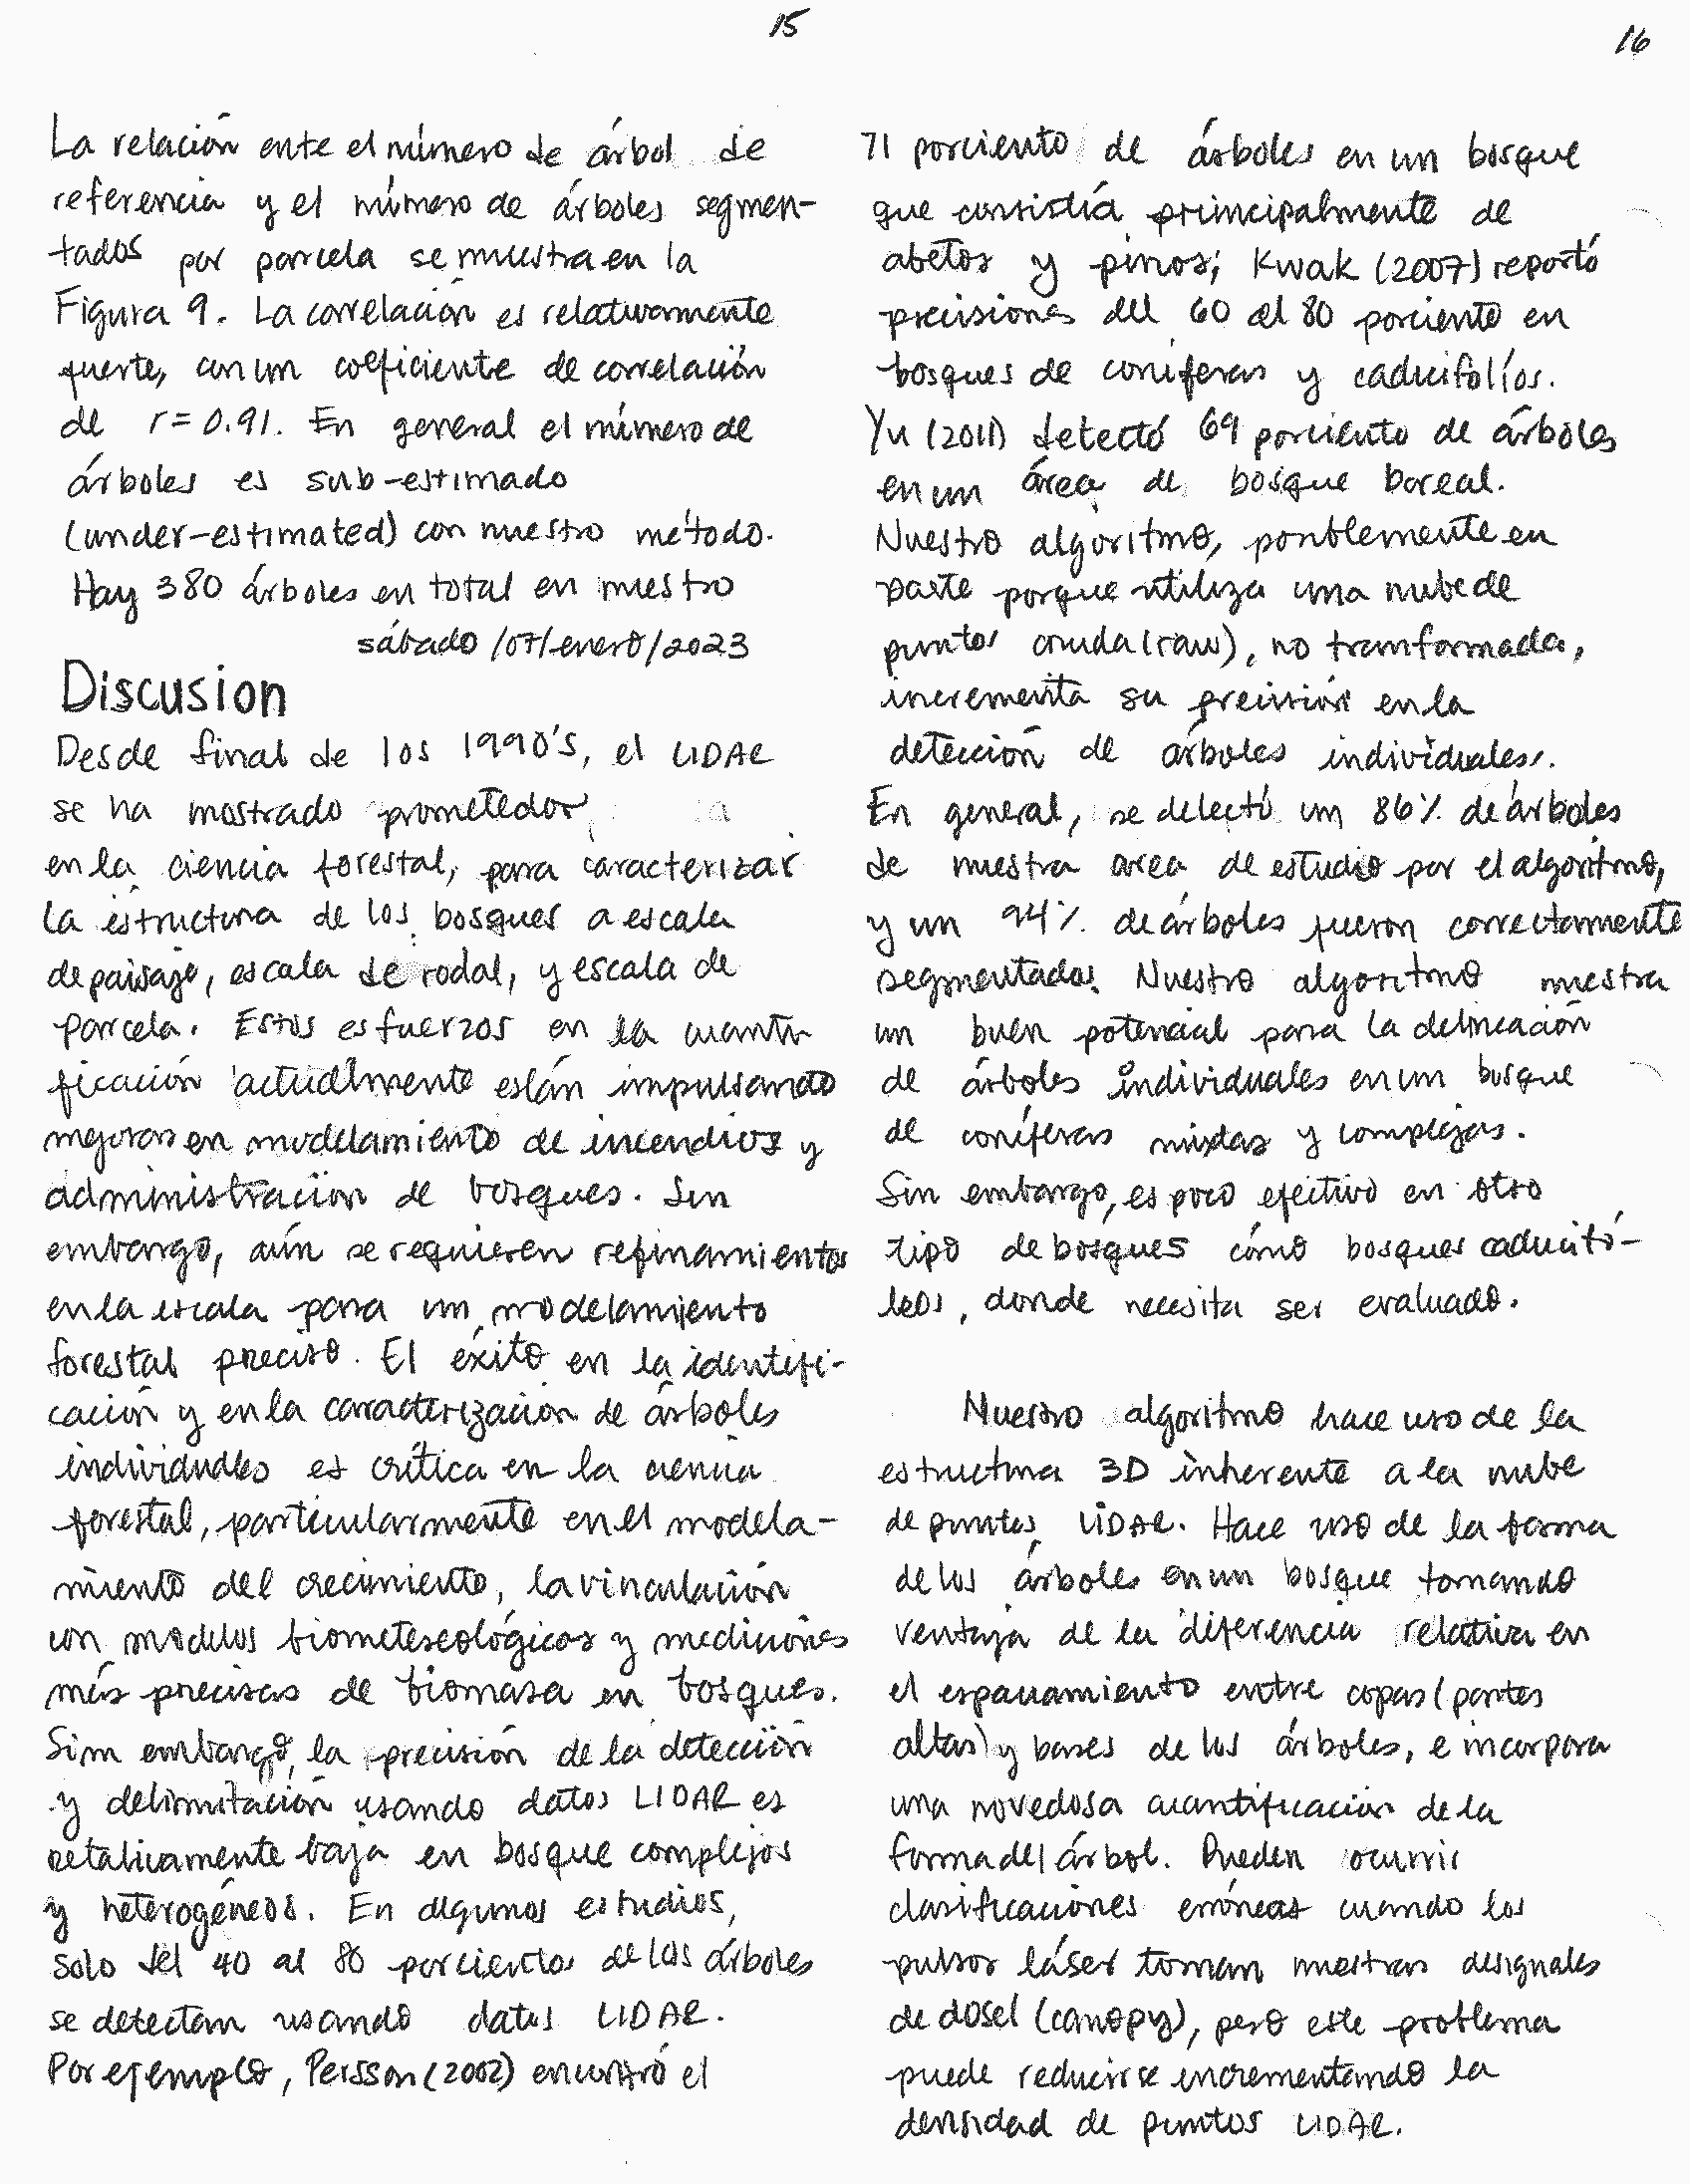 15
La relación ente el número de árbol de
referencia y el número de árboles segmen-
tados por parcela se muestra en la
Figura 9. La correlación es relativamente
fuerte, con un coeficiente de correlación
de r = 0.91. En general el número de
árboles es sub-estimado
(under-estimated) con nuestro método.
Hay 380 árboles en total en nuestro
sábado /07/enero/2023
Discusion
Desde final de los 1990's, el LIDAR
se ha mostrado prometedor,
en la ciencia forestal, para caracterizar
la estructura de los bosques a escala
de paisaje, escala de rodal, y escala de
parcela. Estos esfuerzos en la cuanti-
ficación actualmente están impulsando
mejoras en modelamiento de incendios y
administración de bosques. Sin
embargo, aún se requieren refinamientos
en la escala para un modelamiento
forestal preciso. El éxito en la identifi-
cación y en la caracterización de árboles
individuales es crítica en la ciencia
forestal, particularmente en el modela-
miento del crecimiento, la vinculación
con modelos biometeseológicos y mediciones
más precisas de biomasa en bosques.
Sim embargo, la precisión de la detección
y delimitación usando datos LIDAR es
retalivamente baja en bosque complejos
y heterogéneos. En algunos estudios,
solo del 40 al 80 porcientos de los árboles
se detectan usando datos LIDAR.
Por ejemplo, Persson (2002) encontró el
16
71 porciento de árboles en un bosque
que consistía principalmente de
abetos y pinos; Kwak (2007) reportó
precisiones del 60 al 80 porciento en
bosques de coníferas y caducifolios.
Yu (2011) detectó 69 porciento de árboles
en un área de bosque boreal.
Nuestro algoritmo, posiblemente en
parte porque utiliza una nube de
puntos cruda (raw), no transformada,
incrementa su precisión en la
detección de árboles individuales.
En general, se delectó un 86% de árboles
de nuestra area de estudio por el algoritmo,
y un 94% de árboles fueron correctamente
segmentados. Nuestro algoritmo muestra
un buen potencial para la delineación
de árboles individuales en un bosque
de coníferas mixtas y complejas.
Sin embargo, es poco efectivo en otro
tipo de bosques cómo bosques caducifó-
leos, donde necesita ser evaluado.
Nuestro algoritmo hace uso de la
estructura 3D inherente a la nube
de puntos LIDAR. Hace uso de la forma
de los árboles en un bosque tomando
ventaja de la diferencia relativa en
el espaciamiento entre copas (partes
altas) y bases de los árboles, e incorpora
una novedosa cuantificación de la
forma del árbol. Pueden ocurrir
clasificaciones erróneas cuando los
pulsos láser toman muestras desiguales
de dosel (canopy), pero este problema
puede reducirse incrementando la
densidad de puntos LIDAR.